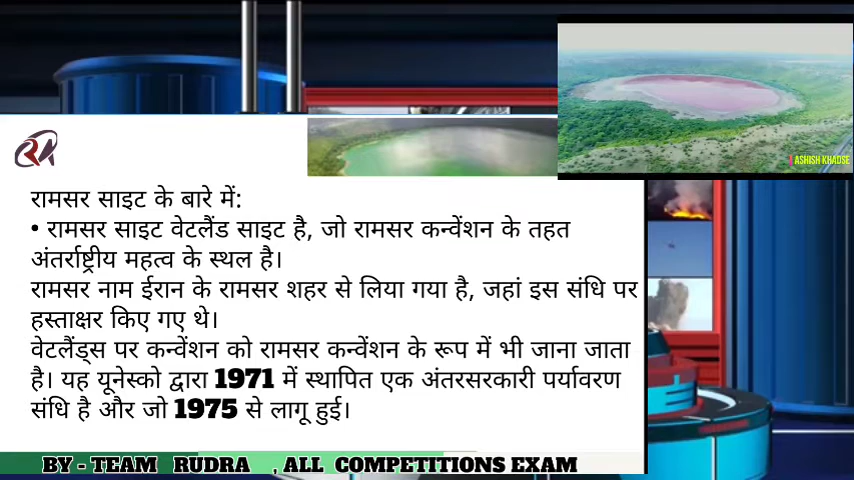 ASHISH KHADSE
रामसर साइट के बारे में:
• रामसर साइट वेटलैंड साइट है, जो रामसर कन्वेंशन के तहत
अंतर्राष्ट्रीय महत्व के स्थल है।
रामसर नाम ईरान के रामसर शहर से लिया गया है, जहां इस संधि पर
हस्ताक्षर किए गए थे।
वेटलैंड्स पर कन्वेंशन को रामसर कन्वेंशन के रूप में भी जाना जाता
है। यह यूनेस्को द्वारा 1971 में स्थापित एक अंतरसरकारी पर्यावरण
संधि है और जो 1975 से लागू हुई।
BY - TEAM RUDRA , ALL COMPETITIONS EXAM